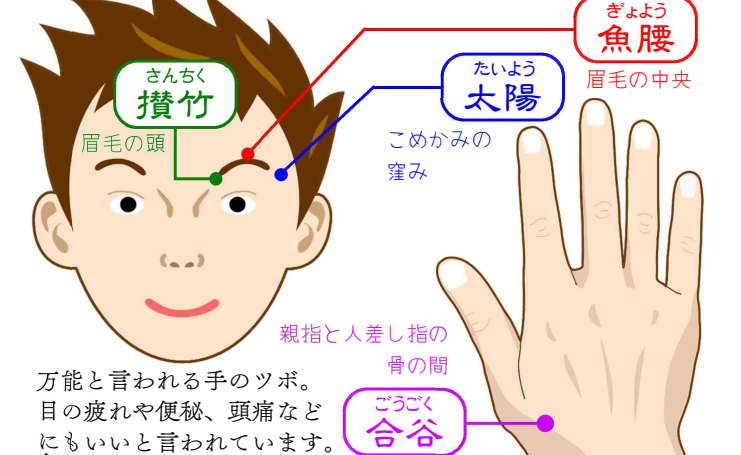 ぎょよう
魚腰
眉毛の中央
たいよう
太陽
こめかみの
窪み
さんちく
攅竹
眉毛の頭
親指と人差し指の
骨の間
ごうごく
合谷
万能と言われる手のツボ。
目の疲れや便秘、頭痛など
にもいいと言われています。